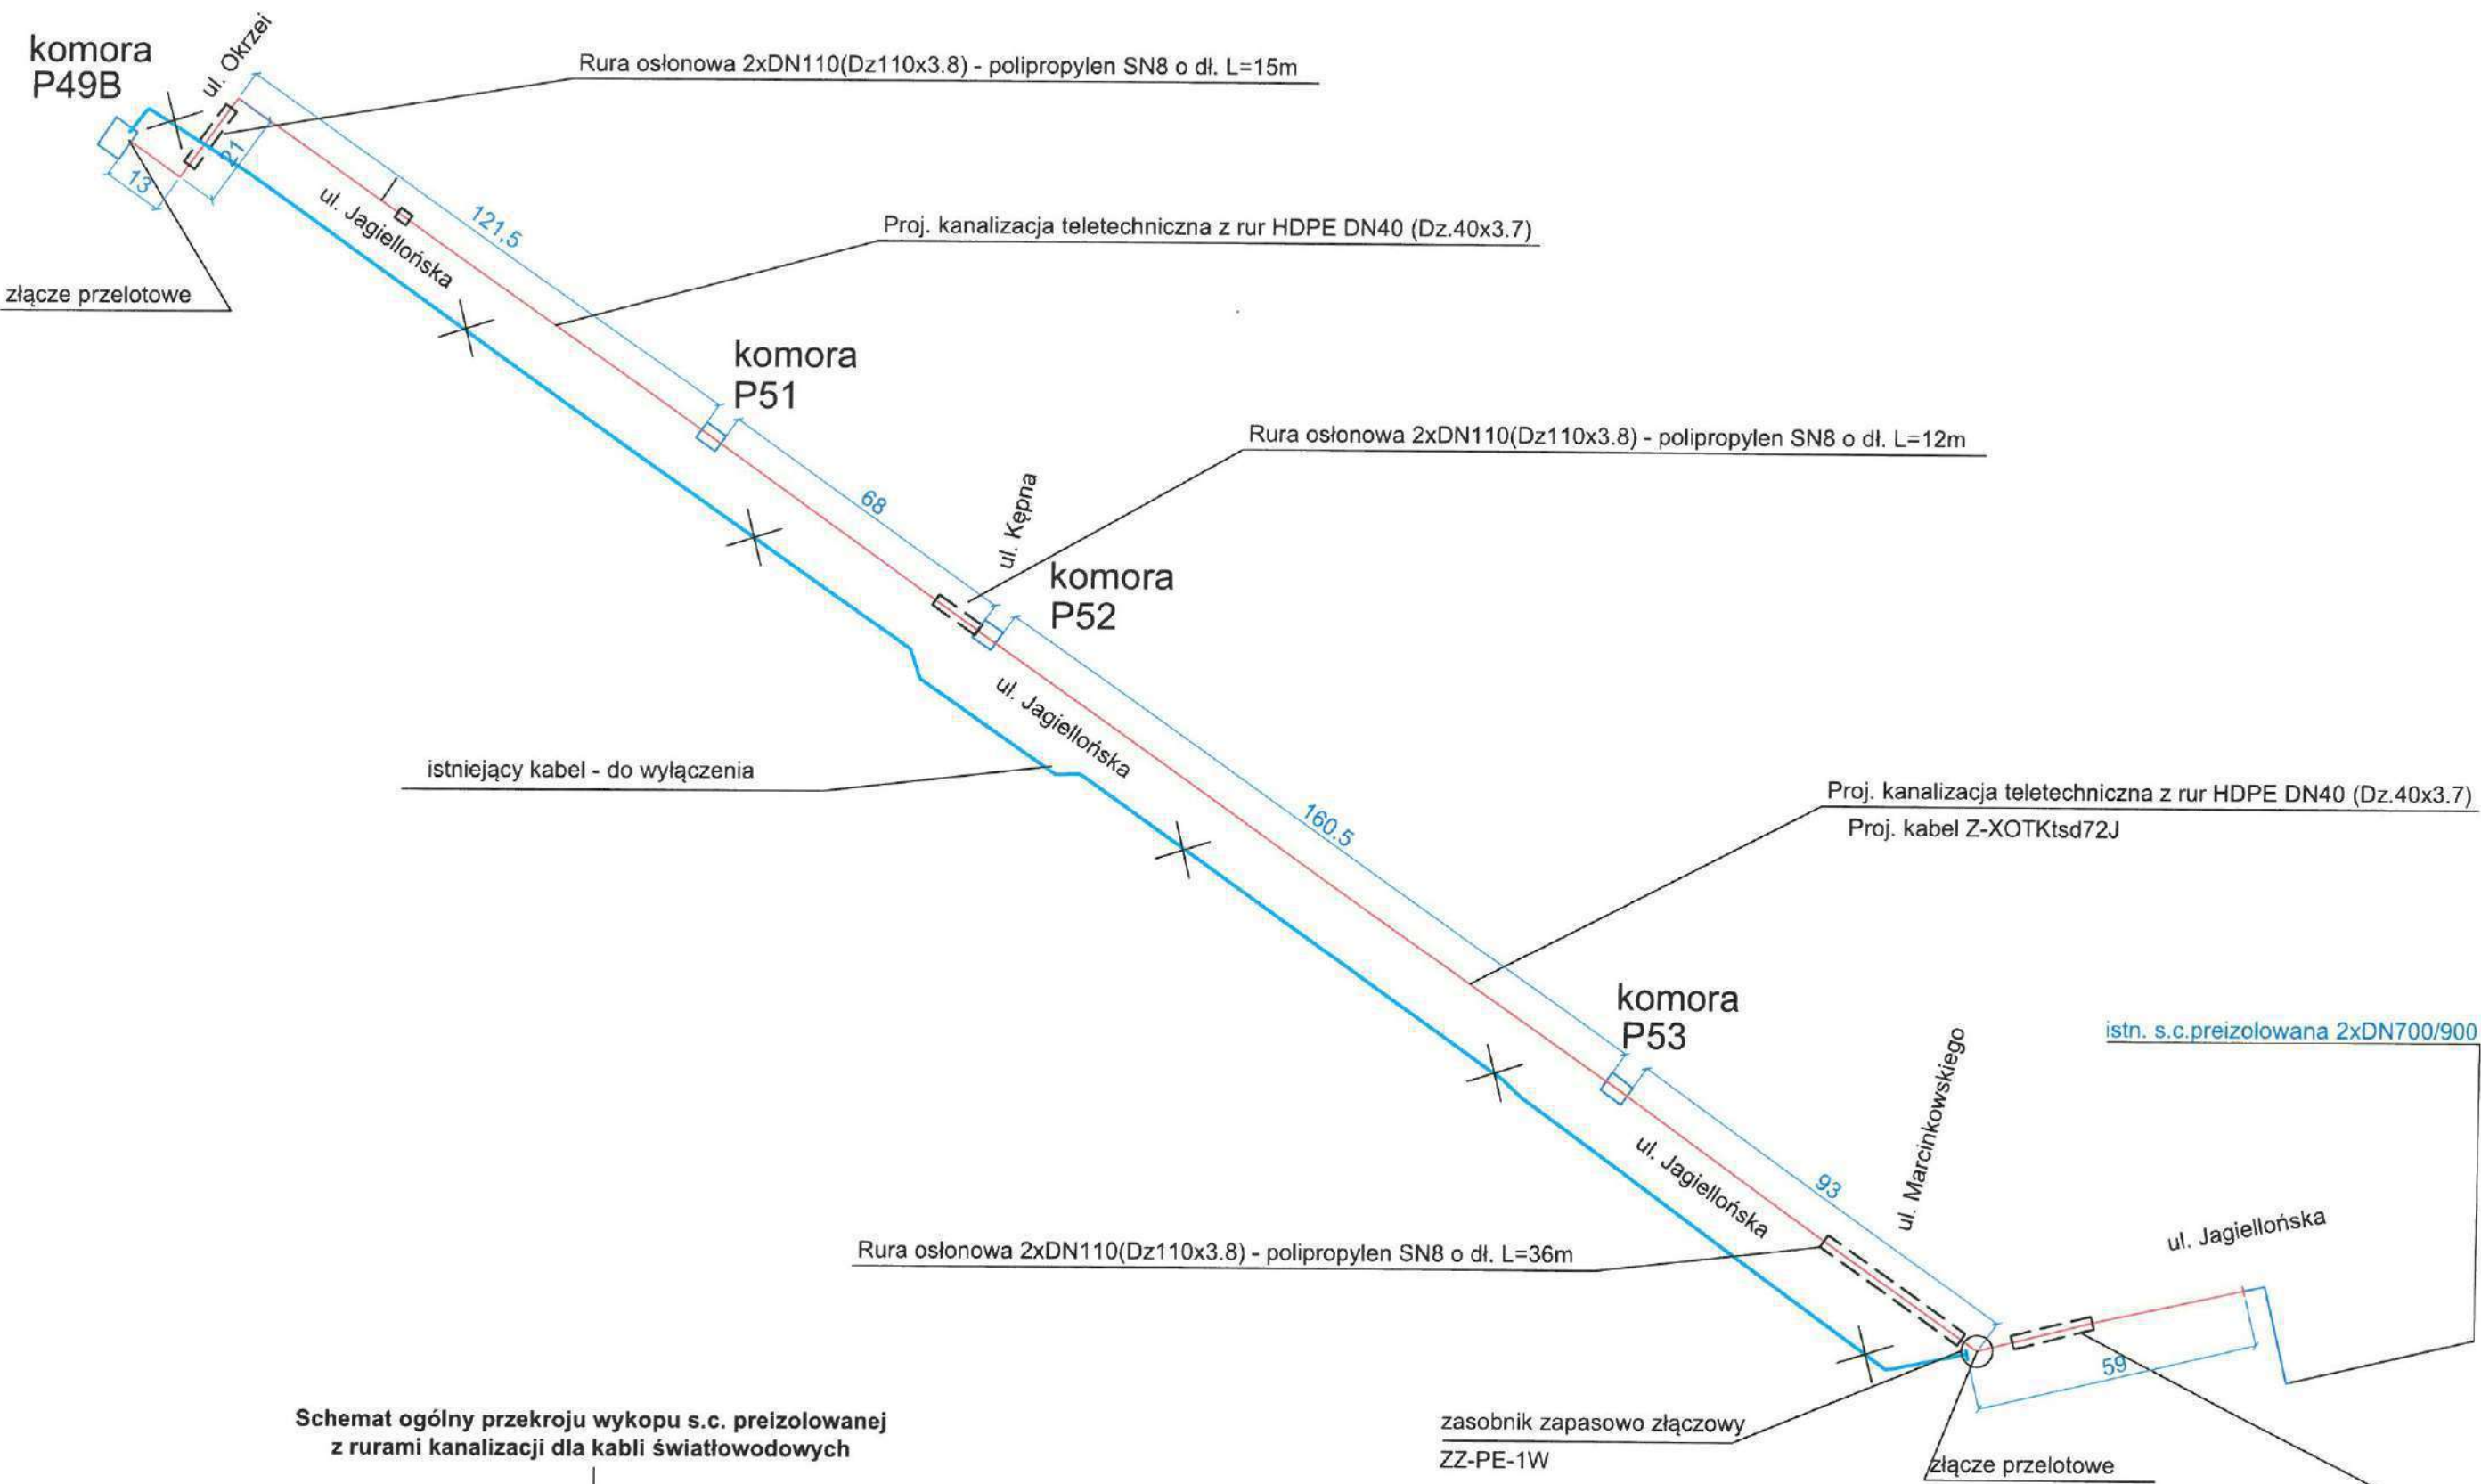 komora
P49B
ul. Okrzei
Rura osłonowa 2xDN110(Dz110x3.8) - polipropylen SN8 o dł. L=15m
21
13
ul. Jagiellońska
121,5
Proj. kanalizacja teletechniczna z rur HDPE DN40 (Dz.40x3.7)
złącze przelotowe
komora
P51
Rura osłonowa 2xDN110(Dz110x3.8) - polipropylen SN8 o dł. L=12m
68
ul. Kępna
komora
P52
ul. Jagiellońska
istniejący kabel - do wyłączenia
160.5
Proj. kanalizacja teletechniczna z rur HDPE DN40 (Dz.40x3.7)
Proj. kabel Z-XOTKtsd72J
komora
P53
ul. Marcinkowskiego
istn. s.c.preizolowana 2xDN700/900
ul. Jagiellońska
93
ul. Jagiellońska
Rura osłonowa 2xDN110(Dz110x3.8) - polipropylen SN8 o dł. L=36m
59
Schemat ogólny przekroju wykopu s.c. preizolowanej
z rurami kanalizacji dla kabli światłowodowych
zasobnik zapasowo złączowy
ZZ-PE-1W
złącze przelotowe